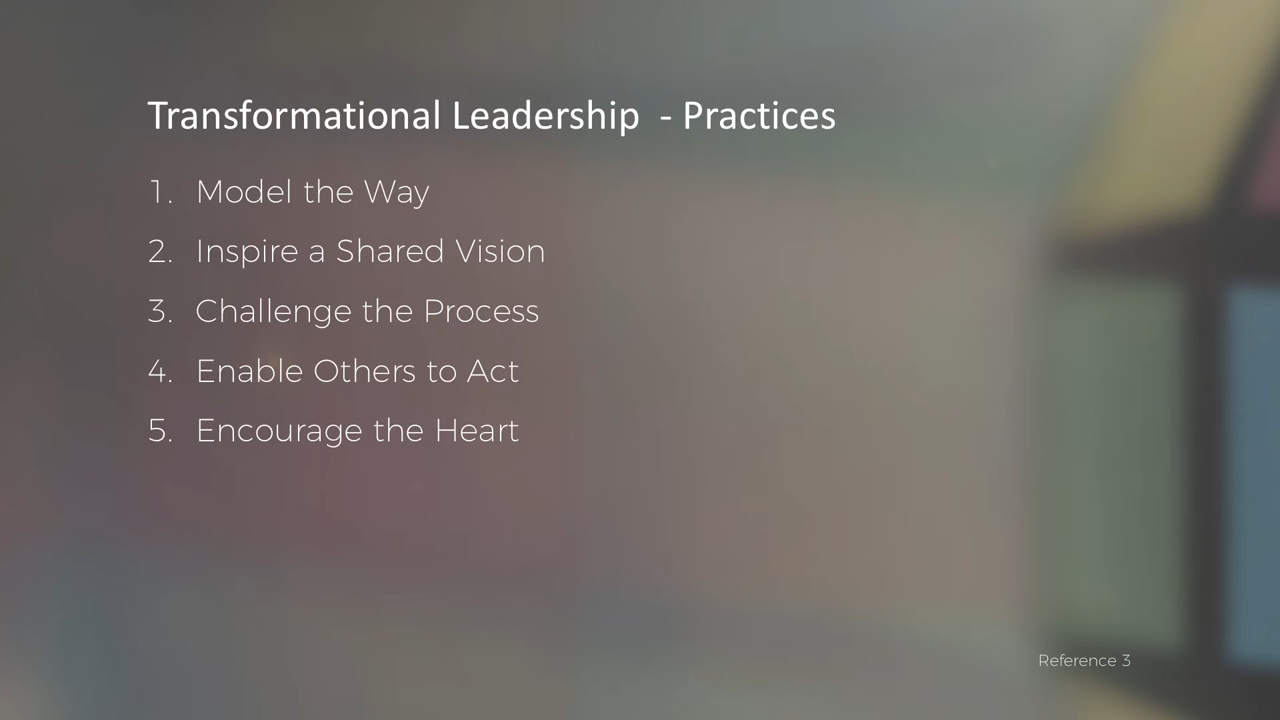 Transformational Leadership  - Practices
1. Model the Way
2. Inspire a Shared Vision
3. Challenge the Process
4. Enable Others to Act
5. Encourage the Heart
Reference 3